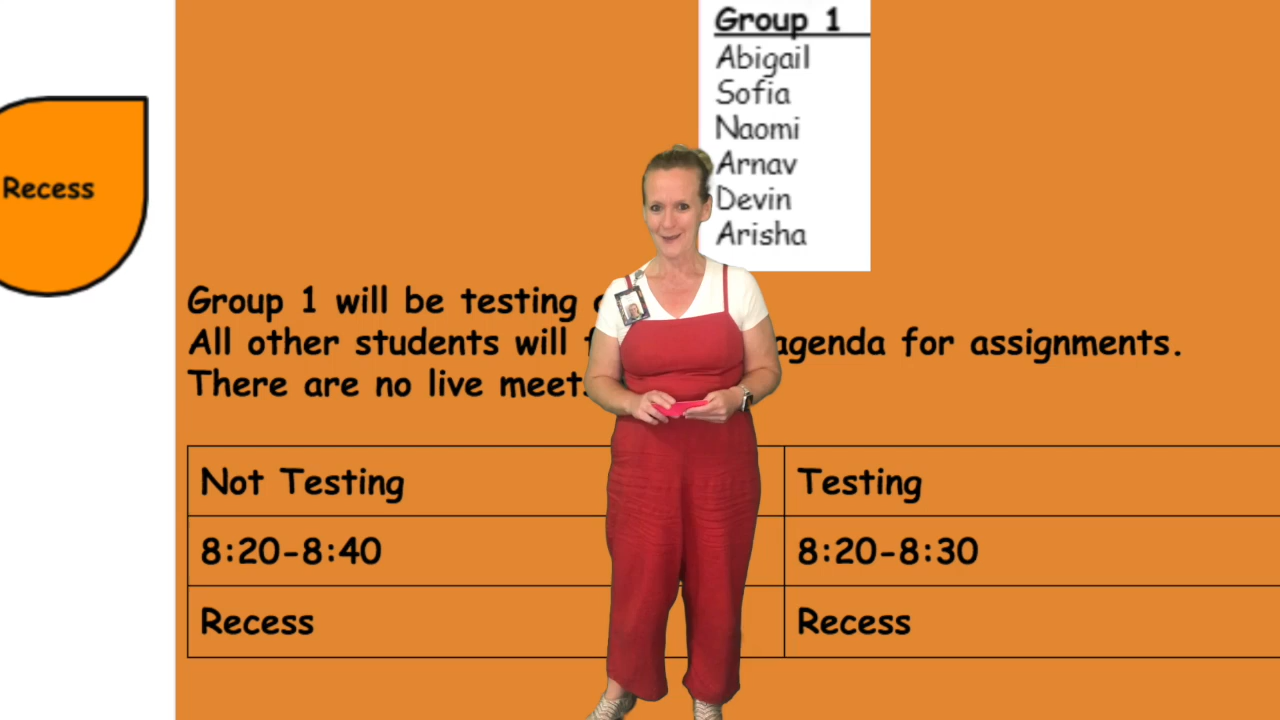 Group 1
Abigail
Sofia
Naomi
Arnav
Devin
Arisha
Recess
Group 1 will be testing
All other students will agenda for assignments.
There are no live
Not Testing Testing
8:20-8:40 8:20-8:30
Recess Recess